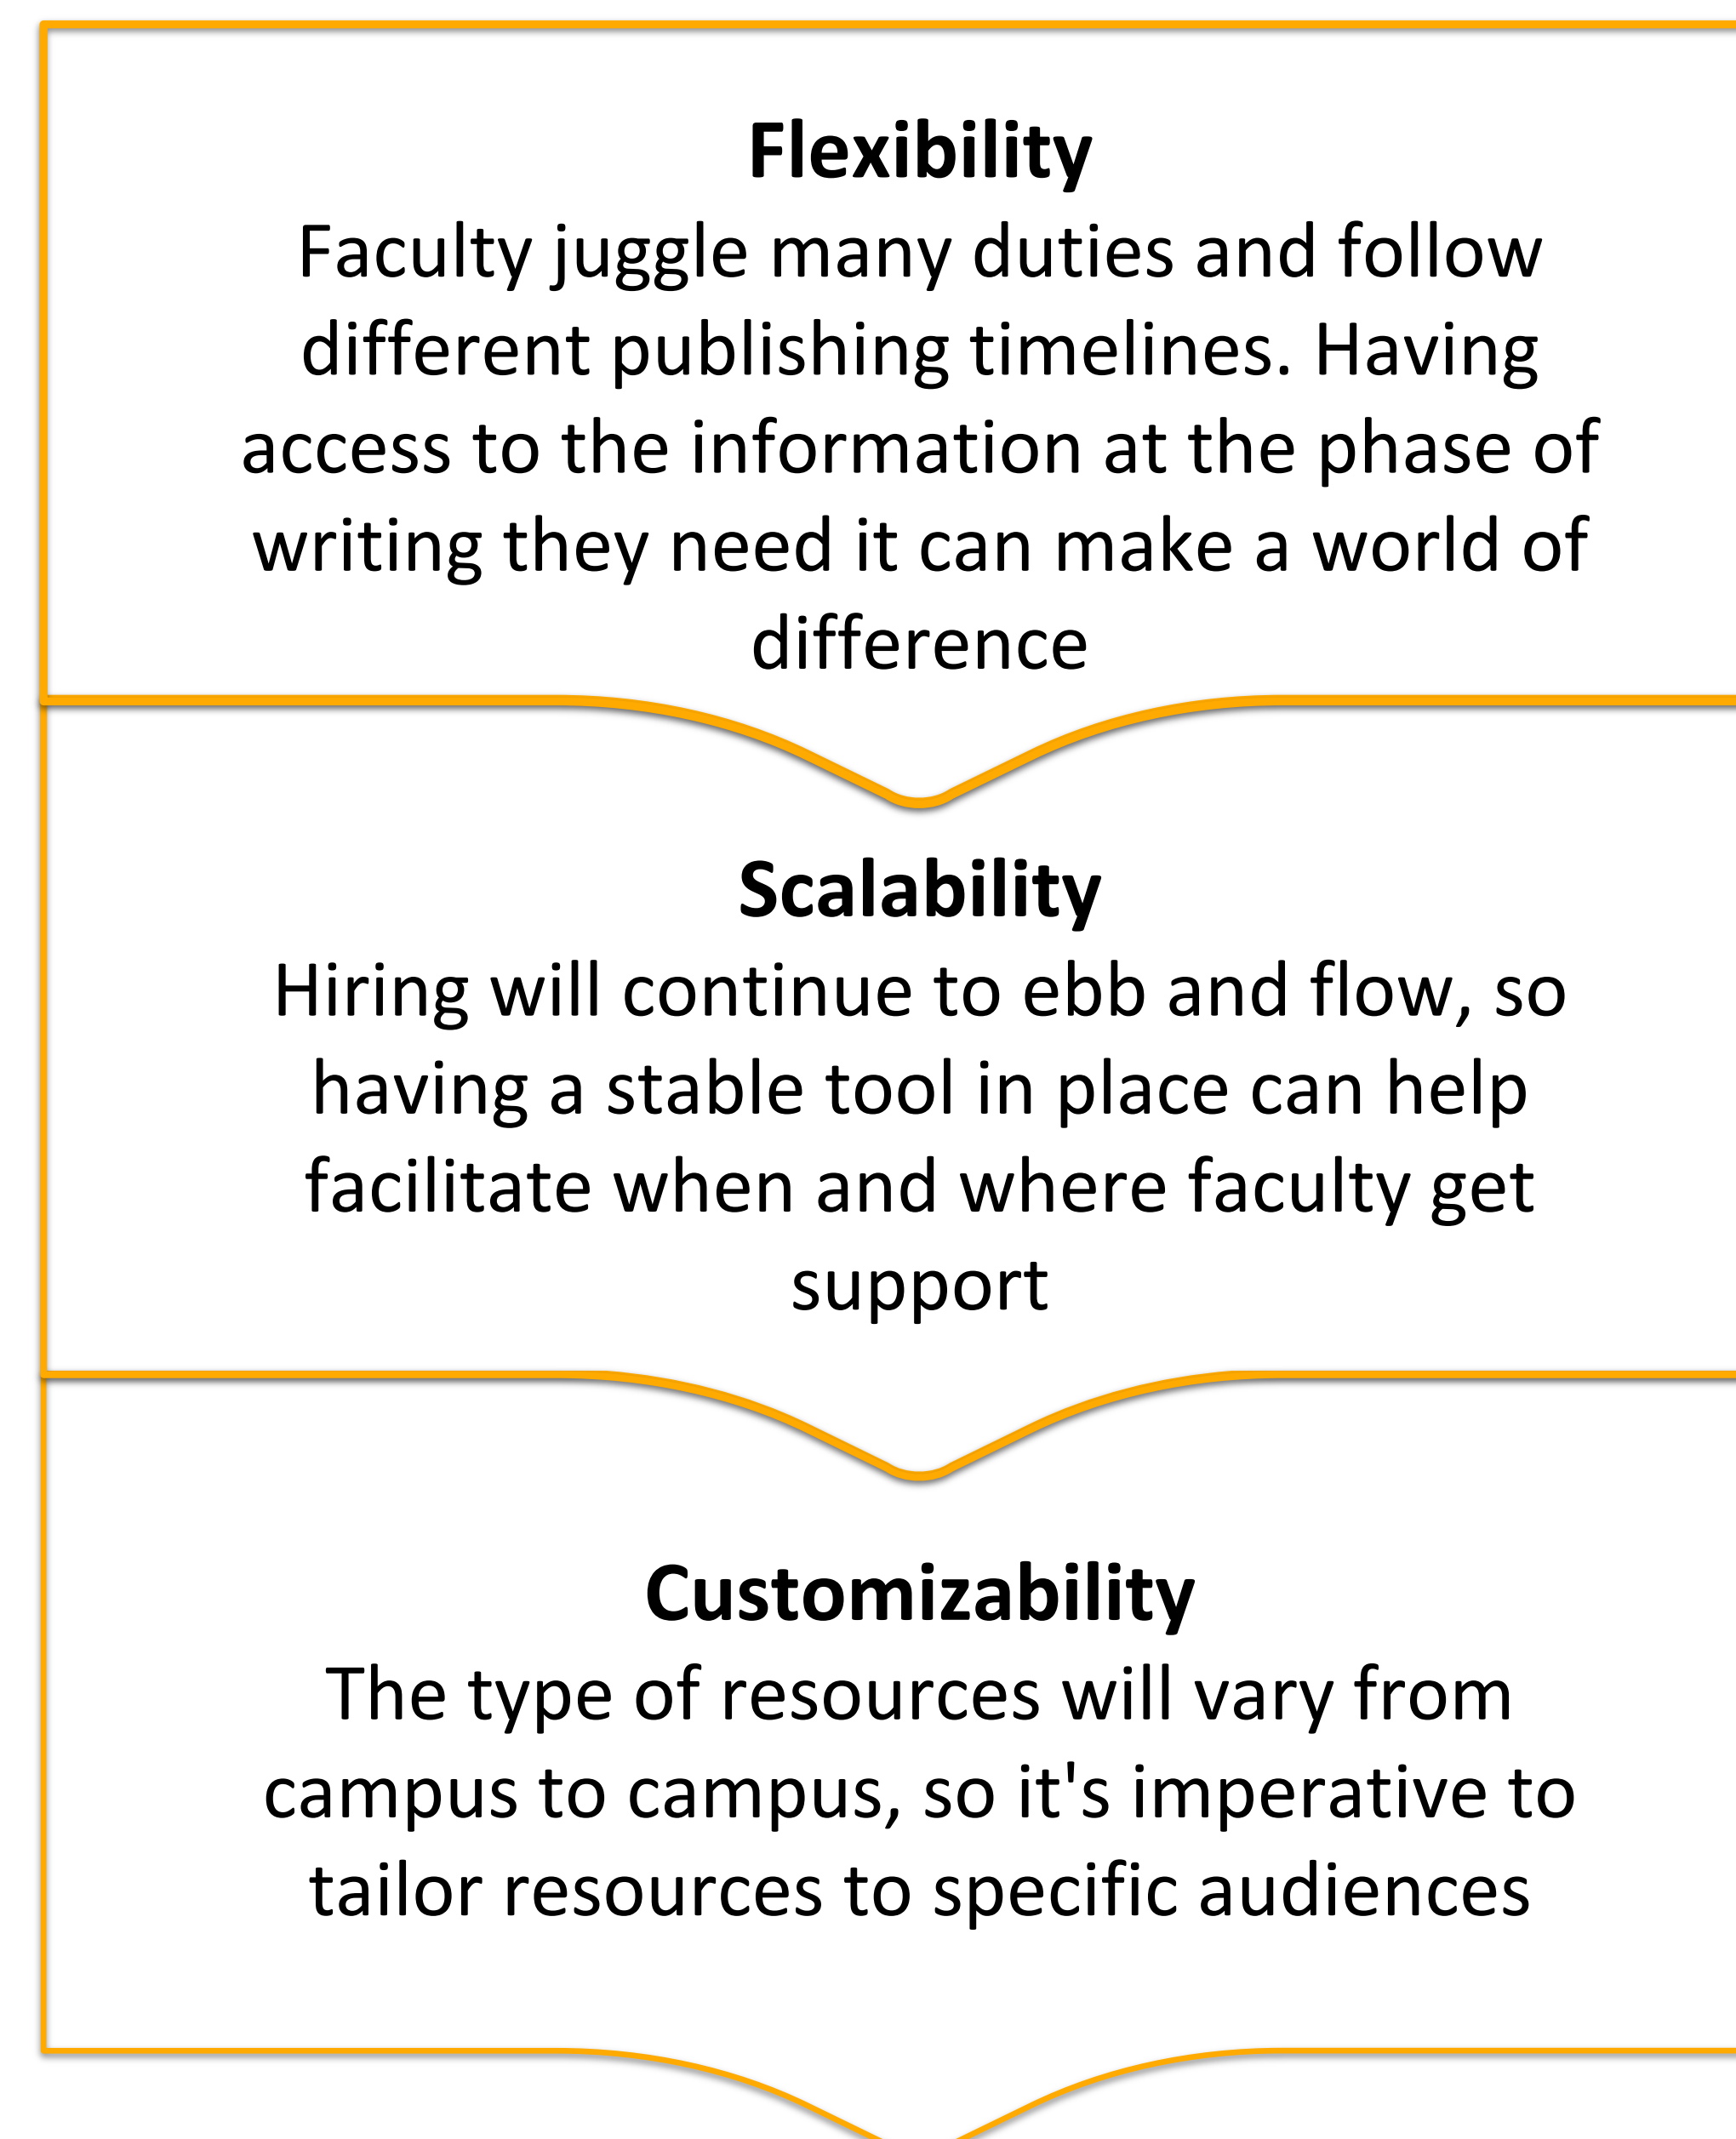 Flexibility
Faculty juggle many duties and follow
different publishing timelines. Having
access to the information at the phase of
writing they need it can make a world of
difference
Scalability
Hiring will continue to ebb and flow, so
having a stable tool in place can help
facilitate when and where faculty get
support
Customizability
The type of resources will vary from
campus to campus, so it's imperative to
tailor resources to specific audiences